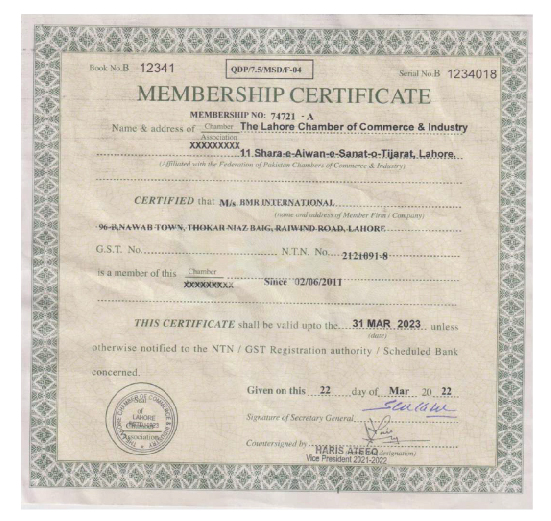 Book No.B 12341
QDP/7.5/MSD/F-04
Serial No.B 1234018
MEMBERSHIP CERTIFICATE
MEMBERSHIP NO: 74721 - A
Name & address of Chamber The Lahore Chamber of Commerce & Industry
Association
XXXXXXXXX
11 Shara-e-Aiwan-e-Sanat-o-Tijarat, Lahore.
(Affiliated with the Federation of Pakistan Chambers of Commerce & Industry)
CERTIFIED that M/s BMR INTERNATIONAL
(name and address of Member Firm / Company)
96-B,NAWAB TOWN, THOKAR NIAZ BAIG, RAIWIND ROAD, LAHORE
G.S.T. No. N.T.N. No. 2121091-8
is a member of this Chamber
XXXXXXXXX Since 02/06/2011
THIS CERTIFICATE shall be valid upto the 31 MAR 2023 unless
(date)
otherwise notified to the NTN / GST Registration authority / Scheduled Bank
concerned.
Given on this 22 day of Mar 20 22
Signature of Secretary General
Countersigned by
HARIS ATEEQ (designation)
Vice President 2021-2022
Seal
of
LAHORE
Association